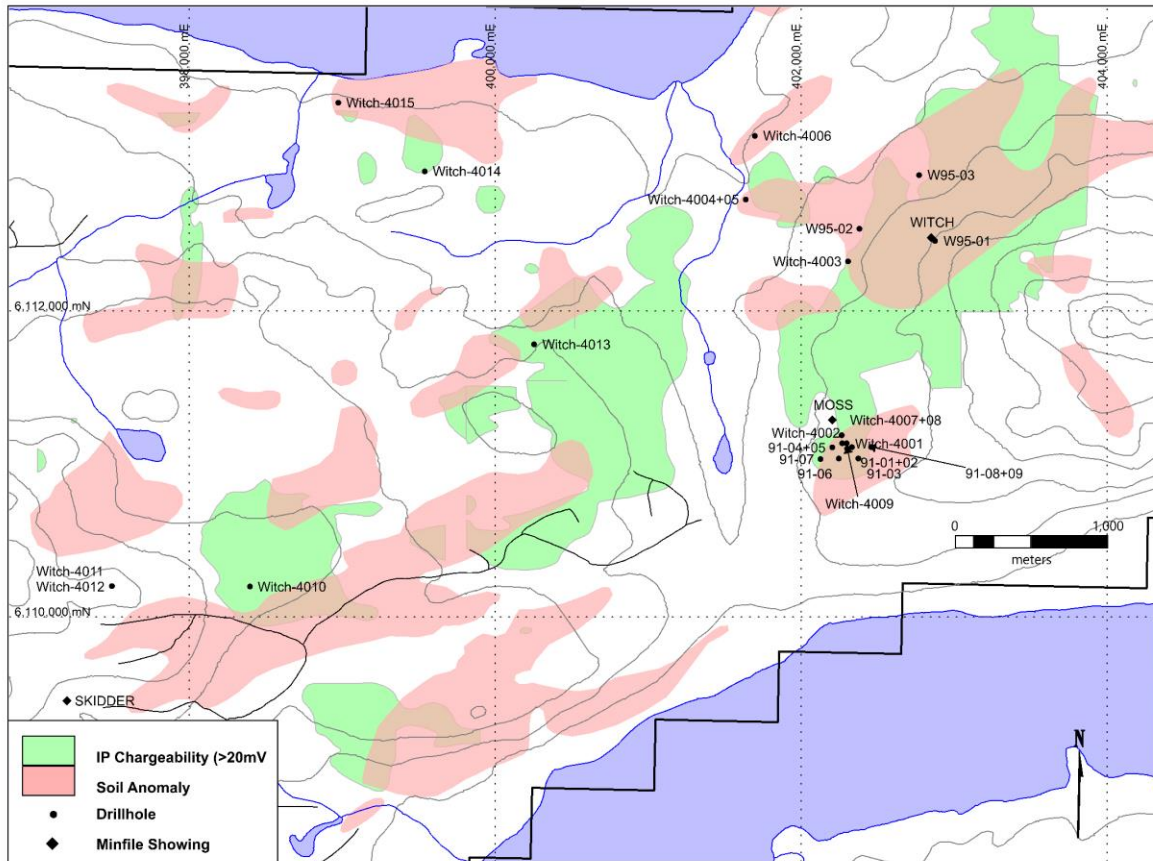 398,000 mE
400,000 mE
402,000 mE
404,000 mE
Witch-4015
Witch-4006
Witch-4014
W95-03
Witch-4004+05
WITCH
W95-02
W95-01
Witch-4003
6,112,000 mN
Witch-4013
MOSS
Witch-4007+08
Witch-4002
Witch-4001
91-04+05
91-07
91-01+02
91-06
91-03
91-08+09
Witch-4009
0
1,000
meters
Witch-4011
Witch-4012
Witch-4010
6,110,000 mN
SKIDDER
N
IP Chargeability (>20mV
Soil Anomaly
Drillhole
Minfile Showing